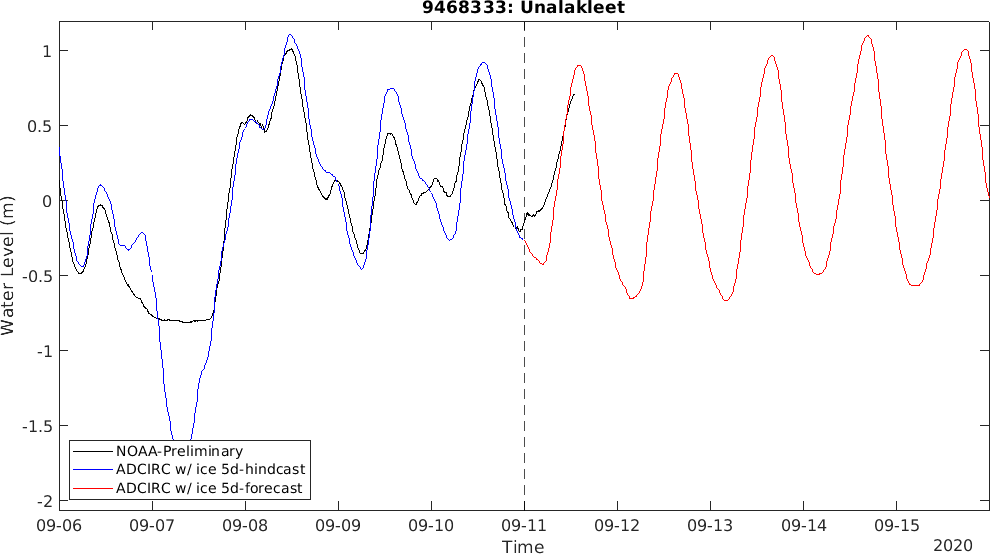 9468333: Unalakleet
Water Level (m)
1
0.5
0
-0.5
-1
-1.5
-2
NOAA-Preliminary
ADCIRC w/ ice 5d-hindcast
ADCIRC w/ ice 5d-forecast
09-06 09-07 09-08 09-09 09-10 09-11 09-12 09-13 09-14 09-15
Time
2020